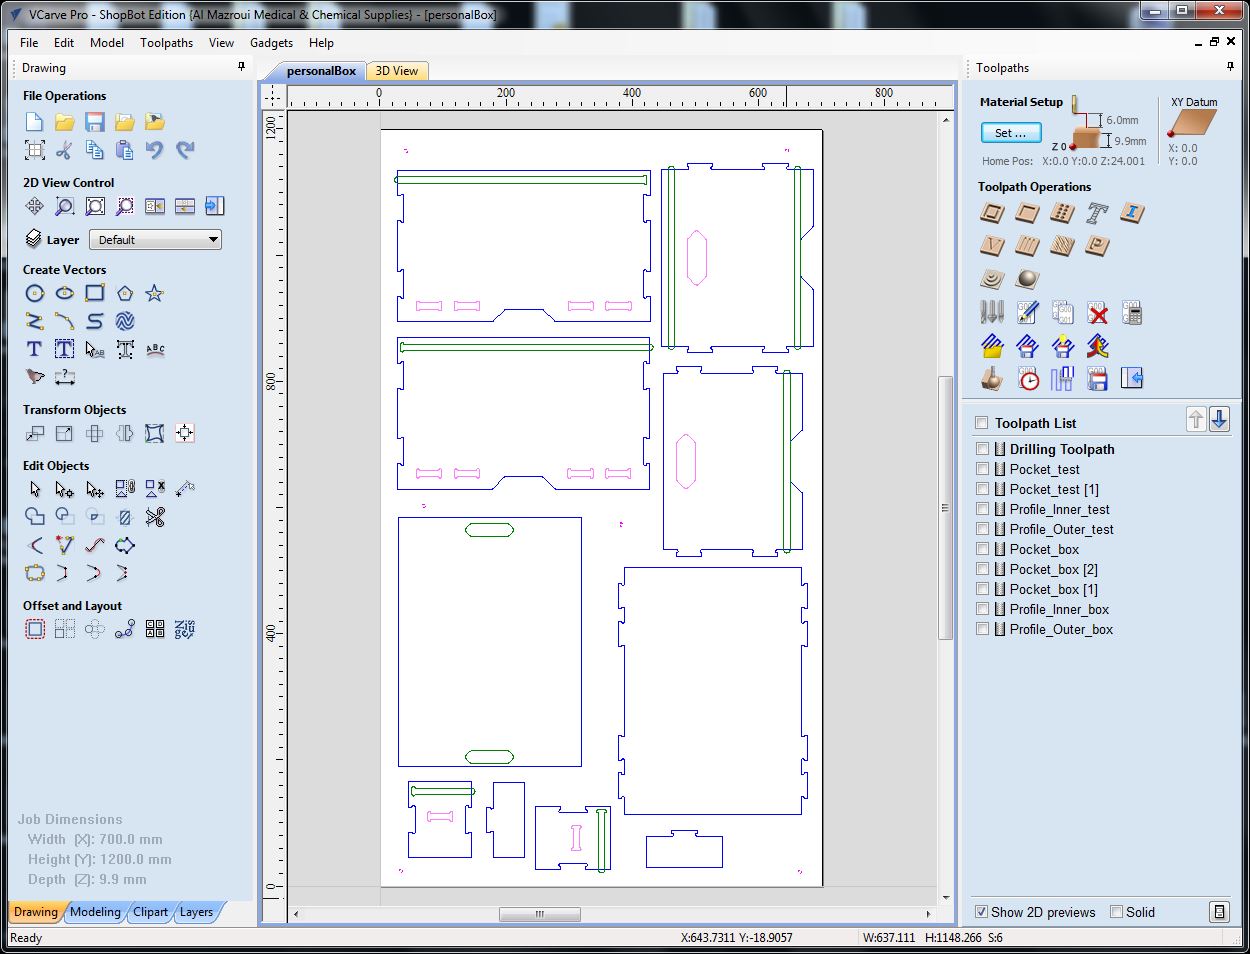 VCarve Pro - ShopBot Edition {Al Mazroui Medical & Chemical Supplies} - [personalBox]
File Edit Model Toolpaths View Gadgets Help
Drawing
File Operations
2D View Control
Layer Default
Create Vectors
Transform Objects
Edit Objects
Offset and Layout
Job Dimensions
Width (X): 700.0 mm
Height (Y): 1200.0 mm
Depth (Z): 9.9 mm
Drawing Modeling Clipart Layers
personalBox 3D View
0 200 400 600 800
1200
800
400
0
Toolpaths
Material Setup
Set ...
6.0mm
9.9mm
Z 0
XY Datum
X: 0.0
Y: 0.0
Home Pos: X:0.0 Y:0.0 Z:24.001
Toolpath Operations
Toolpath List
Drilling Toolpath
Pocket_test
Pocket_test [1]
Profile_Inner_test
Profile_Outer_test
Pocket_box
Pocket_box [2]
Pocket_box [1]
Profile_Inner_box
Profile_Outer_box
Show 2D previews Solid
Ready
X:643.7311 Y:-18.9057
W:637.111 H:1148.266 S:6